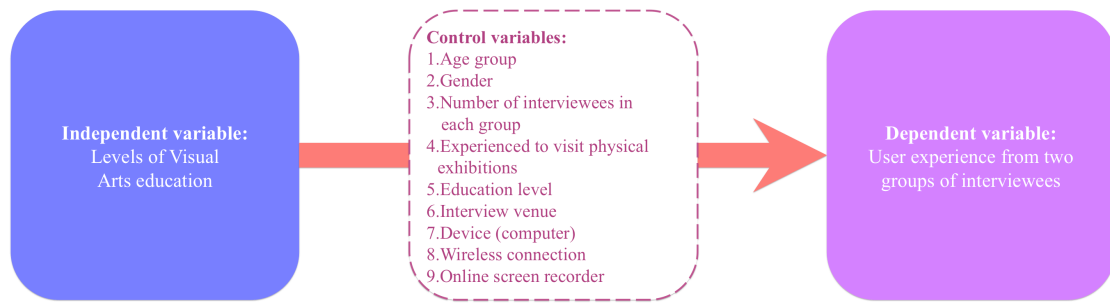 Independent variable:
Levels of Visual
Arts education
Control variables:
1.Age group
2.Gender
3.Number of interviewees in
each group
4.Experienced to visit physical
exhibitions
5.Education level
6.Interview venue
7.Device (computer)
8.Wireless connection
9.Online screen recorder
Dependent variable:
User experience from two
groups of interviewees